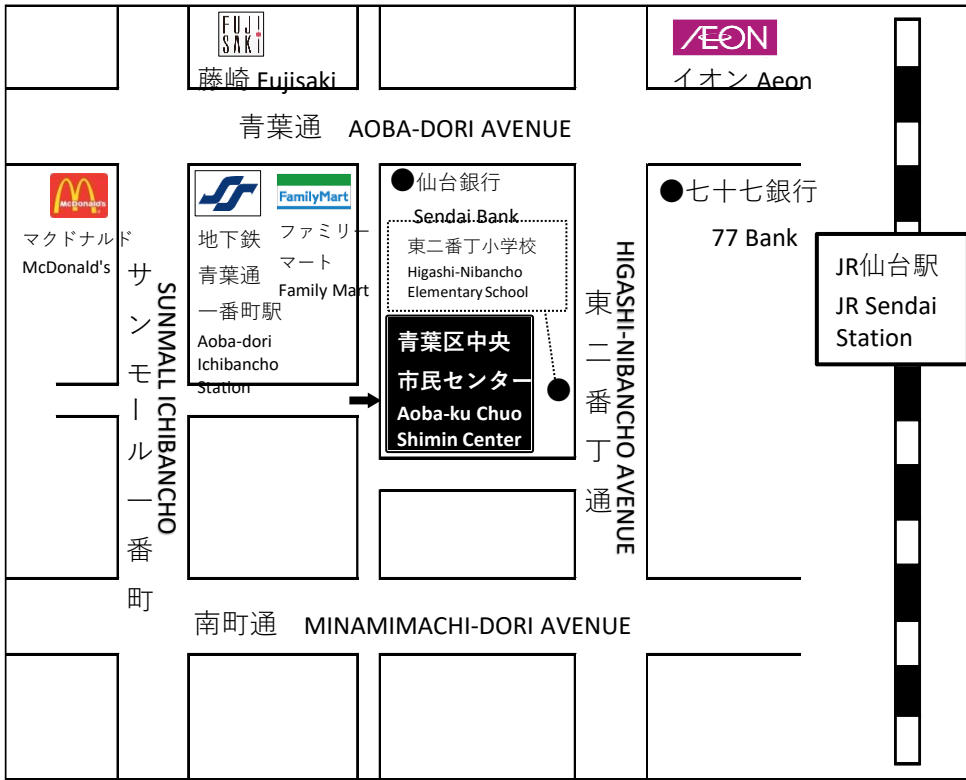 FUJI
SAKI
藤崎 Fujisaki
ÆON
イオン Aeon
青葉通 AOBA-DORI AVENUE
McDonald's
マクドナルド
McDonald's
サンモール一番町
SUNMALL ICHIBANCHO
地下鉄
青葉通
一番町駅
Aoba-dori
Ichibancho
Station
FamilyMart
ファミリー
マート
Family Mart
●仙台銀行
Sendai Bank
東二番丁小学校
Higashi-Nibancho
Elementary School
青葉区中央
市民センター
Aoba-ku Chuo
Shimin Center
東二番丁通
HIGASHI-NIBANCHO AVENUE
●七十七銀行
77 Bank
JR仙台駅
JR Sendai
Station
南町通 MINAMIMACHI-DORI AVENUE